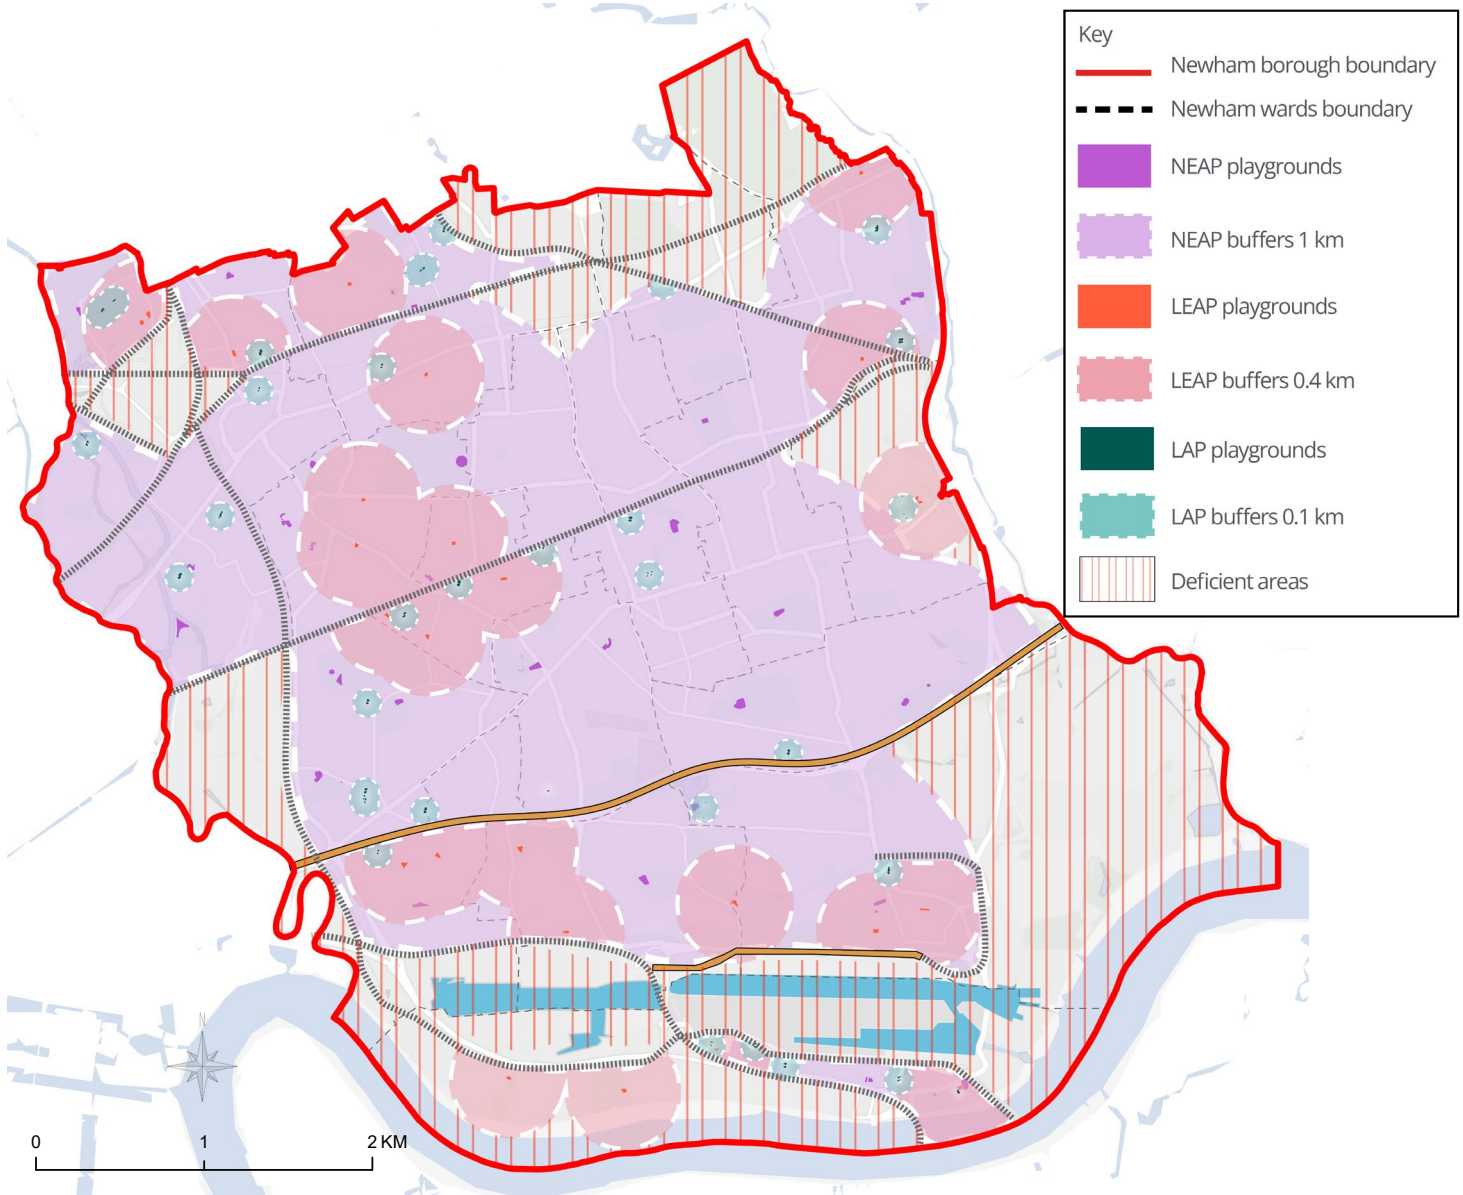 Key
Newham borough boundary
Newham wards boundary
NEAP playgrounds
NEAP buffers 1 km
LEAP playgrounds
LEAP buffers 0.4 km
LAP playgrounds
LAP buffers 0.1 km
Deficient areas
N
0 1 2 KM